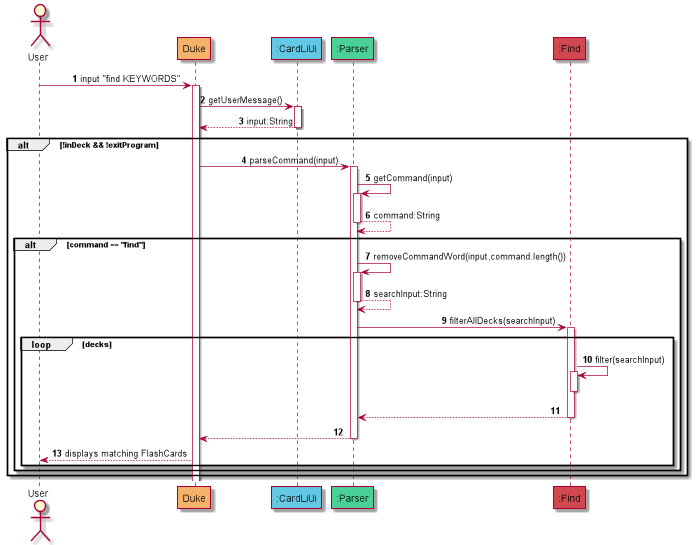 User
Duke
:CardLiUi
:Parser
:Find
1 input "find KEYWORDS"
2 getUserMessage()
3 input:String
alt [!inDeck && !exitProgram]
4 parseCommand(input)
5 getCommand(input)
6 command:String
alt [command == "find"]
7 removeCommandWord(input,command.length())
8 searchInput:String
9 filterAllDecks(searchInput)
loop [decks]
10 filter(searchInput)
11
12
13 displays matching FlashCards
User
Duke
:CardLiUi
:Parser
:Find